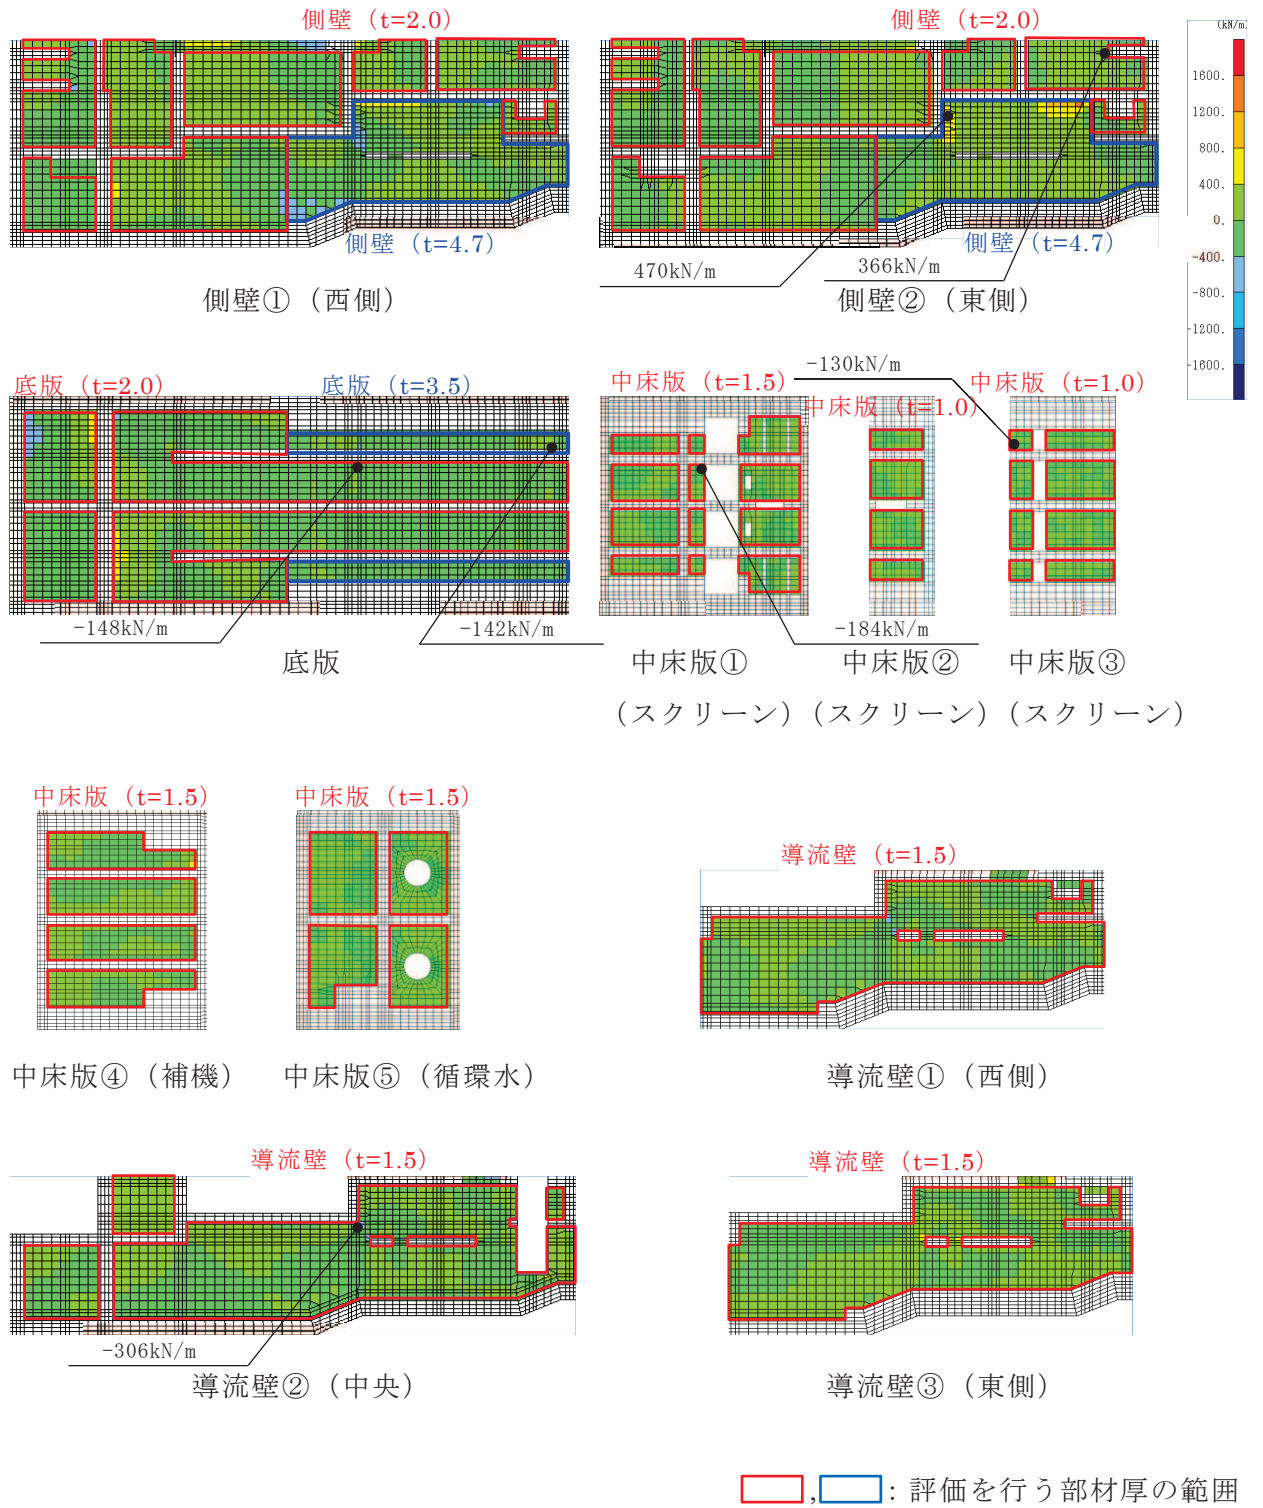 側壁（t=2.0）
側壁（t=2.0）
(kN/m
1600.
1200.
800.
400.
0.
-400.
-800.
-1200.
-1600.
側壁（t=4.7）
側壁（t=4.7）
470kN/m
366kN/m
側壁①（西側）
側壁②（東側）
-130kN/m
底版（t=2.0）
底版（t=3.5）
中床版（t=1.5）
中床版（t=1.0）
中床版（t=1.0）
-148kN/m
-142kN/m
-184kN/m
底版
中床版①
（スクリーン）
中床版②
（スクリーン）
中床版③
（スクリーン）
中床版（t=1.5）
中床版（t=1.5）
導流壁（t=1.5）
中床版④（補機）
中床版⑤（循環水）
導流壁①（西側）
導流壁（t=1.5）
導流壁（t=1.5）
-306kN/m
導流壁②（中央）
導流壁③（東側）
,　：評価を行う部材厚の範囲